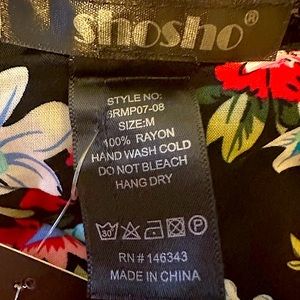 shosho®
STYLE NO:
SRMP07-08
SIZE:M
100% RAYON
HAND WASH COLD
DO NOT BLEACH
HANG DRY
30 P
RN # 146343
MADE IN CHINA